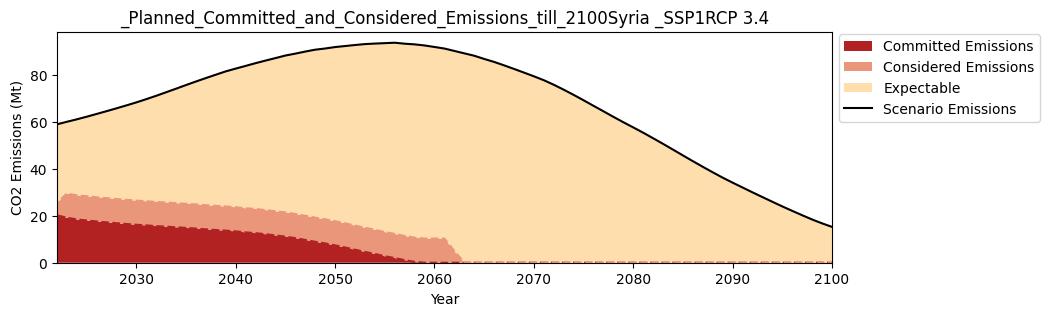 _Planned_Committed_and_Considered_Emissions_till_2100Syria _SSP1RCP 3.4
Committed Emissions
Considered Emissions
Expectable
Scenario Emissions
CO2 Emissions (Mt)
80
60
40
20
0
2030 2040 2050 2060 2070 2080 2090 2100
Year